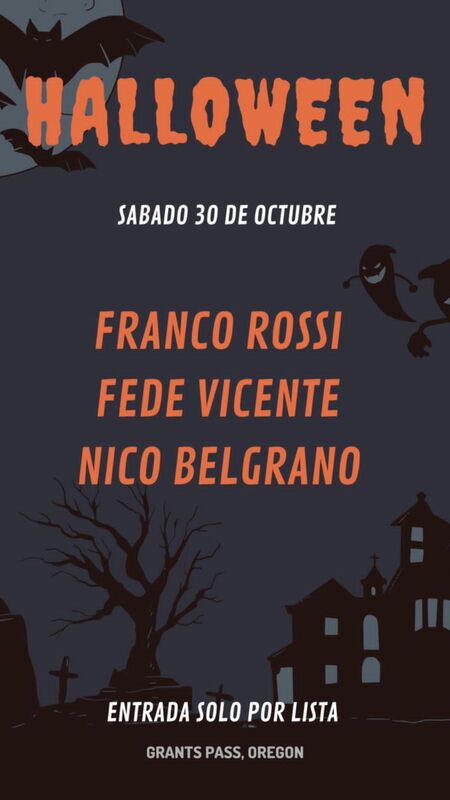 HALLOWEEN
SABADO 30 DE OCTUBRE
FRANCO ROSSI
FEDE VICENTE
NICO BELGRANO
ENTRADA SOLO POR LISTA
GRANTS PASS, OREGON